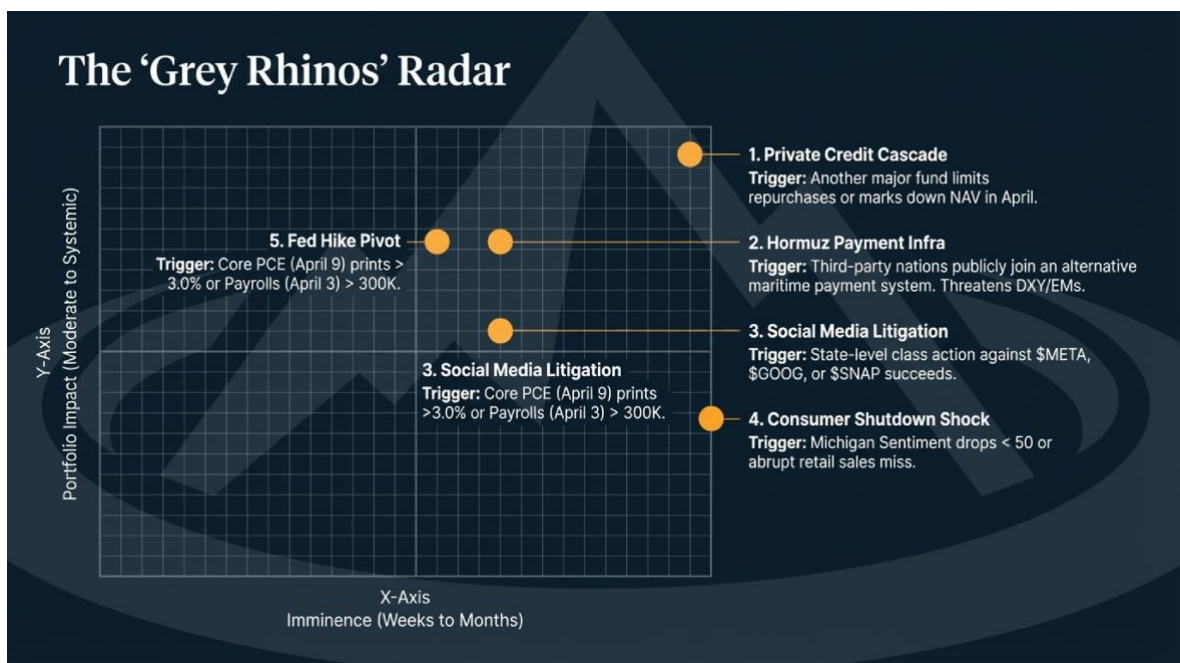 The ‘Grey Rhinos’ Radar
Y-Axis
Portfolio Impact (Moderate to Systemic)
1. Private Credit Cascade
Trigger: Another major fund limits
repurchases or marks down NAV in April.
5. Fed Hike Pivot
Trigger: Core PCE (April 9) prints >
3.0% or Payrolls (April 3) > 300K.
2. Hormuz Payment Infra
Trigger: Third-party nations publicly join an alternative
maritime payment system. Threatens DXY/EMs.
3. Social Media Litigation
Trigger: State-level class action against $META,
$GOOG, or $SNAP succeeds.
3. Social Media Litigation
Trigger: Core PCE (April 9) prints
>3.0% or Payrolls (April 3) > 300K.
4. Consumer Shutdown Shock
Trigger: Michigan Sentiment drops < 50 or
abrupt retail sales miss.
X-Axis
Imminence (Weeks to Months)